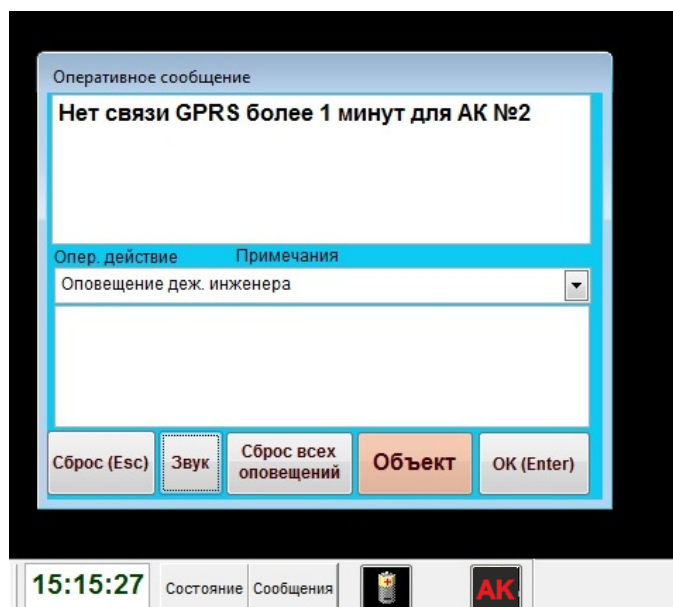 Оперативное сообщение
Нет связи GPRS более 1 минут для АК №2
Опер. действие Примечания
Оповещение деж. инженера
Сброс (Esc) Звук Сброс всех оповещений Объект OK (Enter)
15:15:27 Состояние Сообщения АК